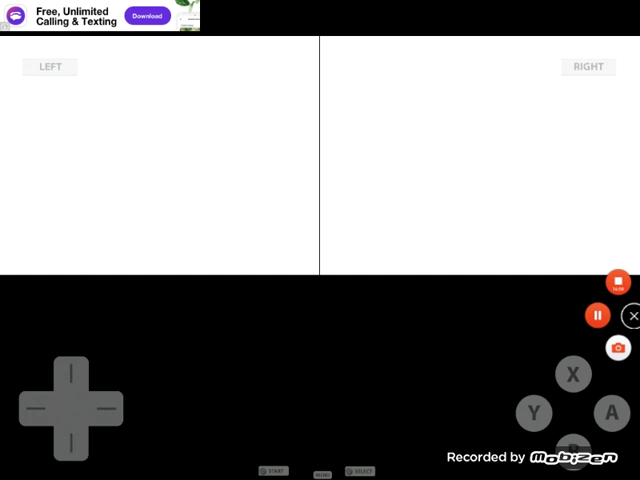 Free, Unlimited
Calling & Texting
Download
LEFT
RIGHT
X
Y
A
B
START
MENU
SELECT
Recorded by mobizen